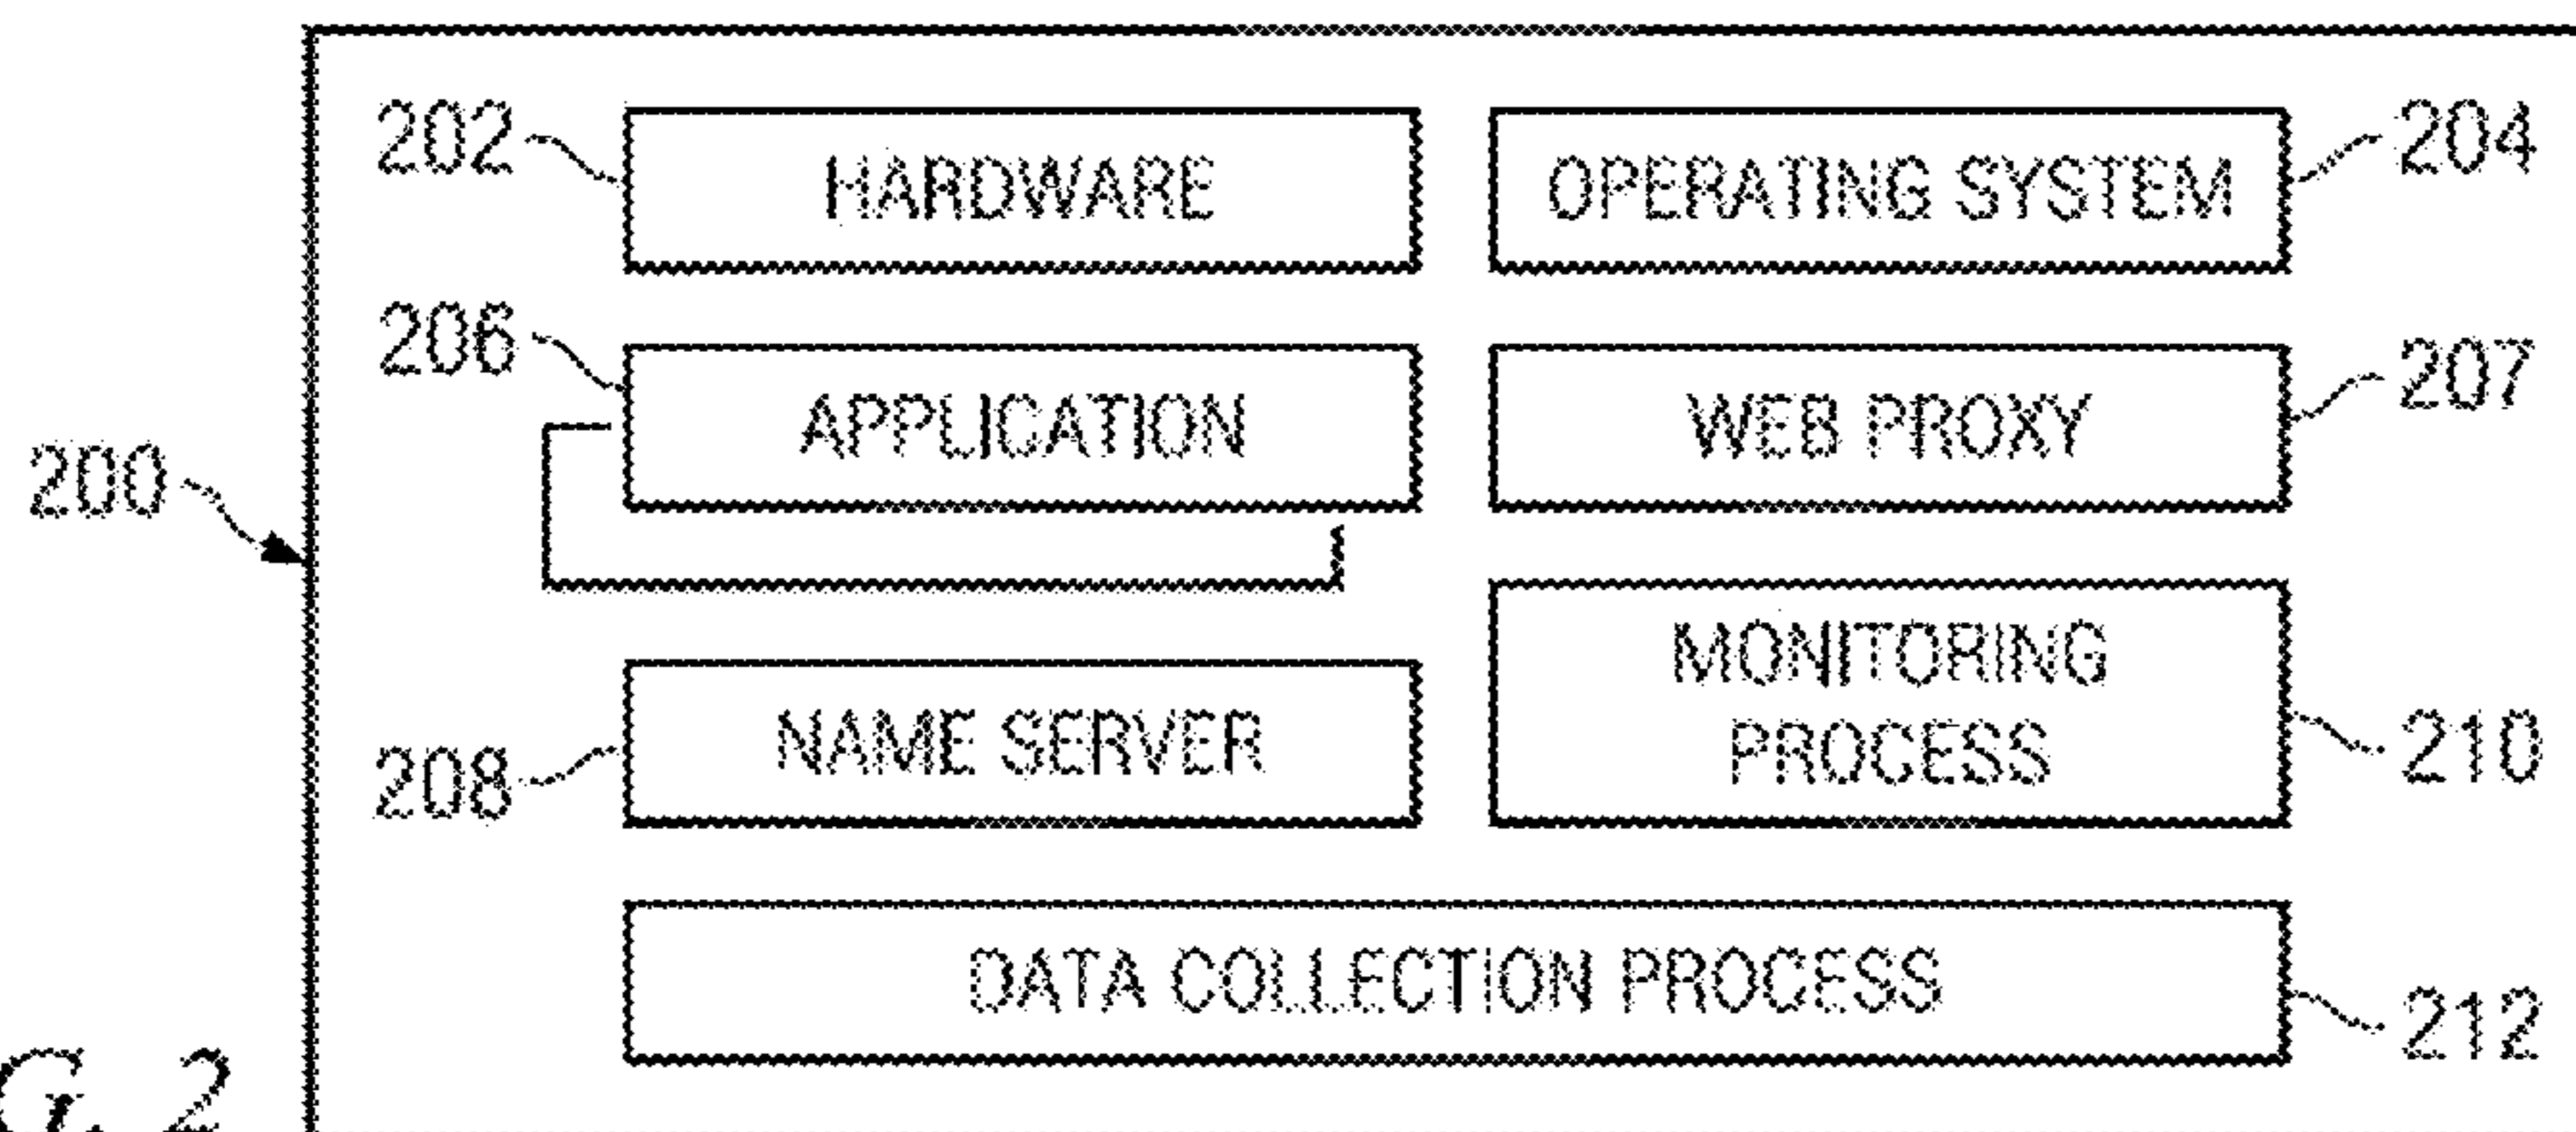 202 HARDWARE OPERATING SYSTEM 204
206 APPLICATION WEB PROXY 207
200
MONITORING
PROCESS 210
208 NAME SERVER
DATA COLLECTION PROCESS 212
G. 2